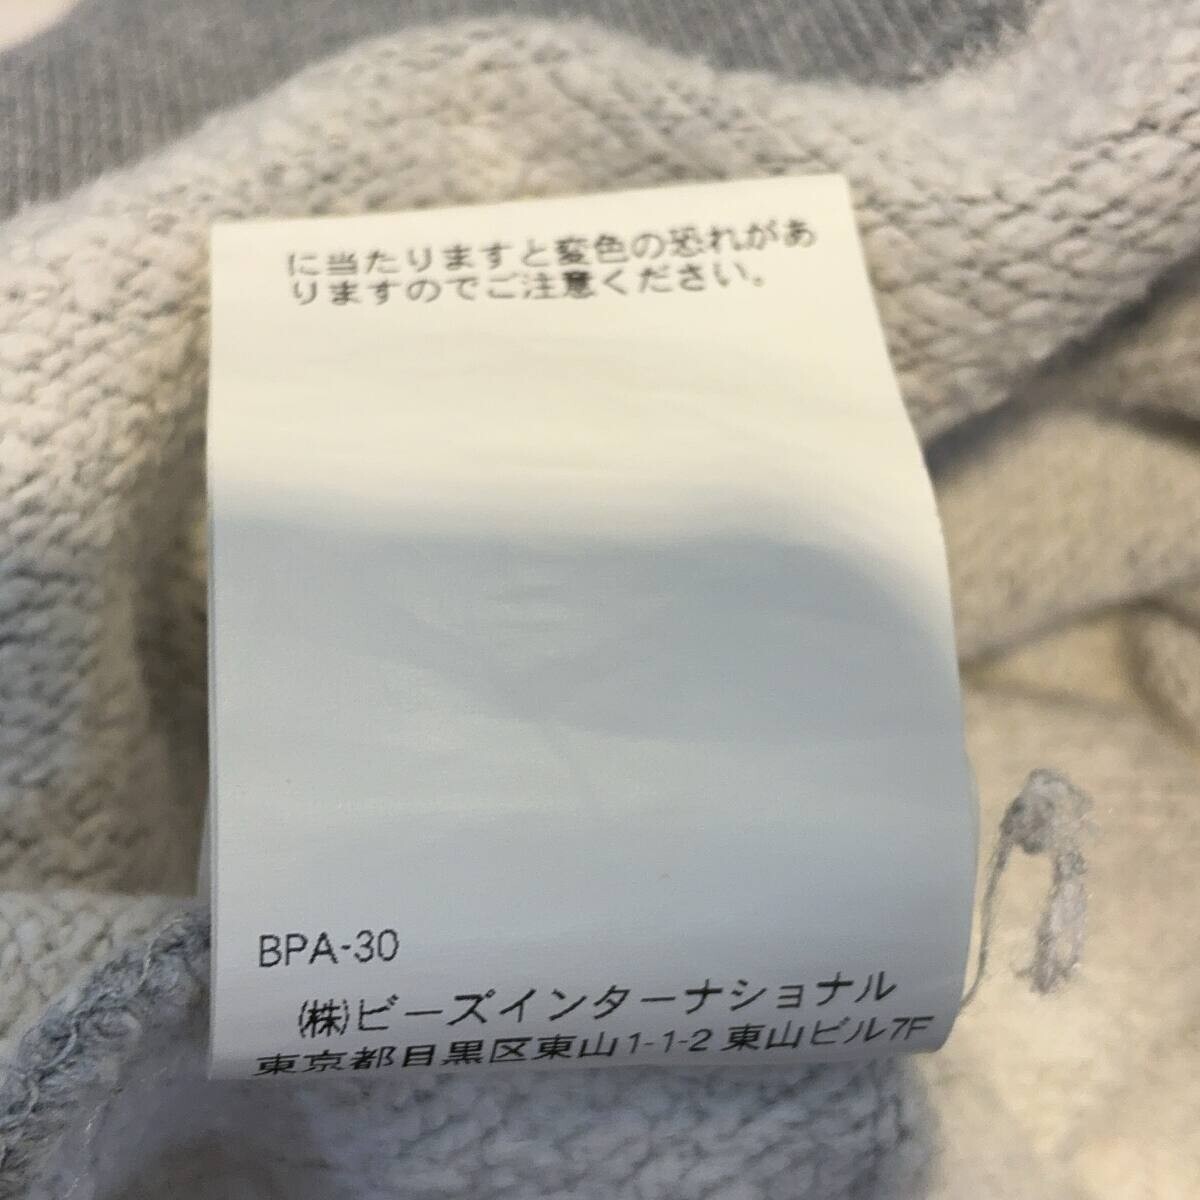 に当たりますと変色の恐れがあ
りますのでご注意ください。
BPA-30
(株)ビーズインターナショナル
東京都目黒区東山1-1-2 東山ビル7F